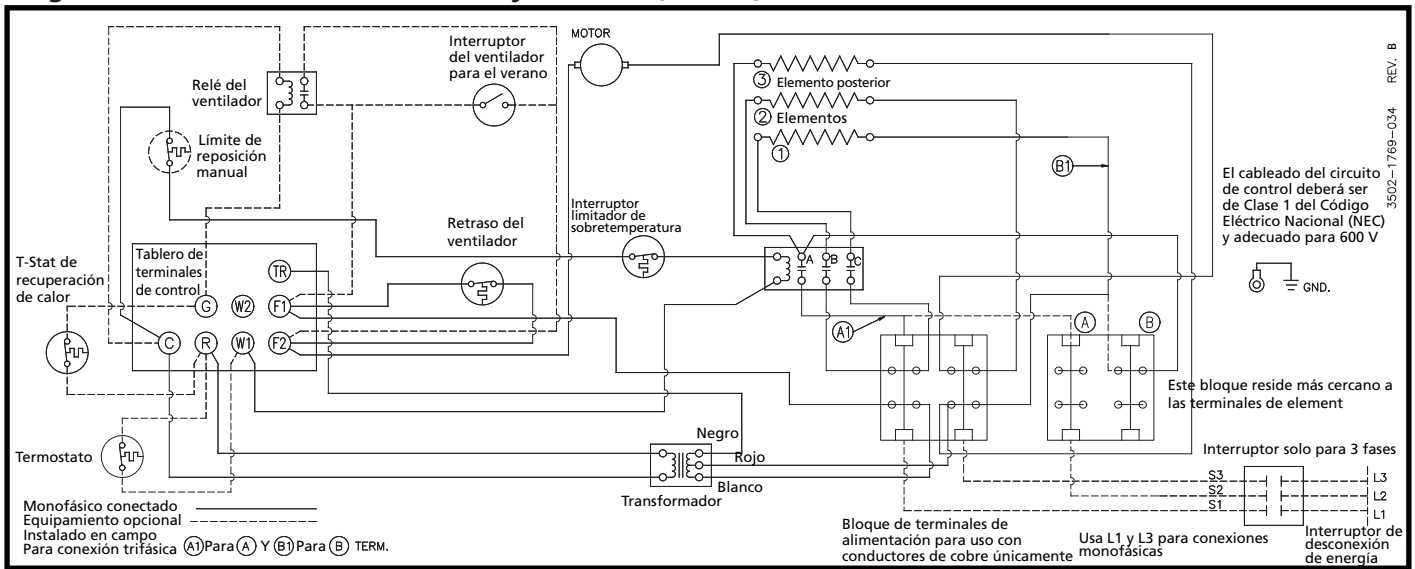 MOTOR
Interruptor
del ventilador
para el verano
Relé del
ventilador
Límite de
reposición
manual
③ Elemento posterior
② Elementos
①
B1
3502-1769-034 REV. B
El cableado del circuito
de control deberá ser
de Clase 1 del Código
Eléctrico Nacional (NEC)
y adecuado para 600 V
GND.
Interruptor
limitador de
sobretemperatura
Retraso del
ventilador
A B C
T-Stat de
recuperación
de calor
Tablero de
terminales
de control
TR
G W2 F1
C R W1 F2
A1
A B
Este bloque reside más cercano a
las terminales de element
Termostato
Negro
Rojo
Blanco
Transformador
Interruptor solo para 3 fases
S3 L3
S2 L2
S1 L1
Monofásico conectado
Equipamiento opcional
Instalado en campo
Para conexión trifásica A1 Para A Y B1 Para B TERM.
Bloque de terminales de
alimentación para uso con
conductores de cobre únicamente
Usa L1 y L3 para conexiones
monofásicas
Interruptor de
desconexión
de energía